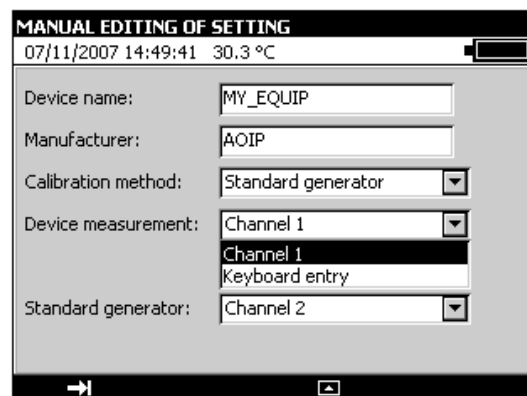 MANUAL EDITING OF SETTING
07/11/2007 14:49:41 30.3 °C
Device name: MY_EQUIP
Manufacturer: AOIP
Calibration method: Standard generator
Device measurement: Channel 1
Channel 1
Keyboard entry
Standard generator: Channel 2